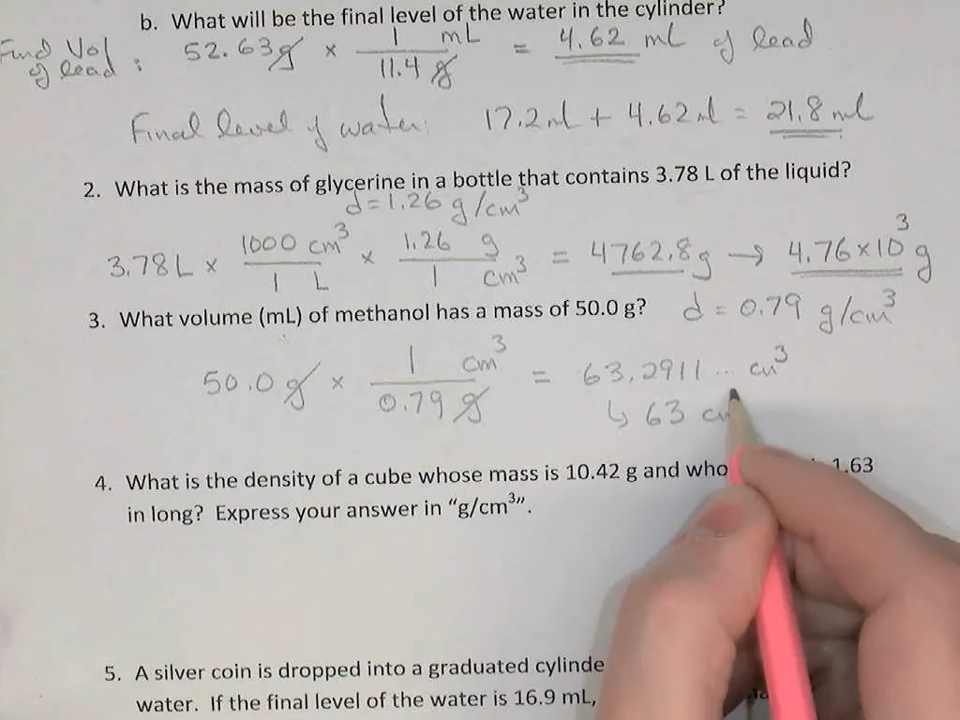 b. What will be the final level of the water in the cylinder?
Find Vol of lead: 52.63g × 1 mL / 11.4 g = 4.62 mL of lead
Final level of water: 17.2 ml + 4.62 ml = 21.8 ml
2. What is the mass of glycerine in a bottle that contains 3.78 L of the liquid?
d = 1.26 g/cm³
3.78 L × 1000 cm³ / 1 L × 1.26 g / 1 cm³ = 4762.8g → 4.76×10³ g
3. What volume (mL) of methanol has a mass of 50.0 g? d = 0.79 g/cm³
50.0 g × 1 cm³ / 0.79 g = 63.2911 ... cm³
↳ 63 cm
4. What is the density of a cube whose mass is 10.42 g and 1.63
in long? Express your answer in "g/cm³".
5. A silver coin is dropped into a graduated
water. If the final level of the water is 16.9 mL,